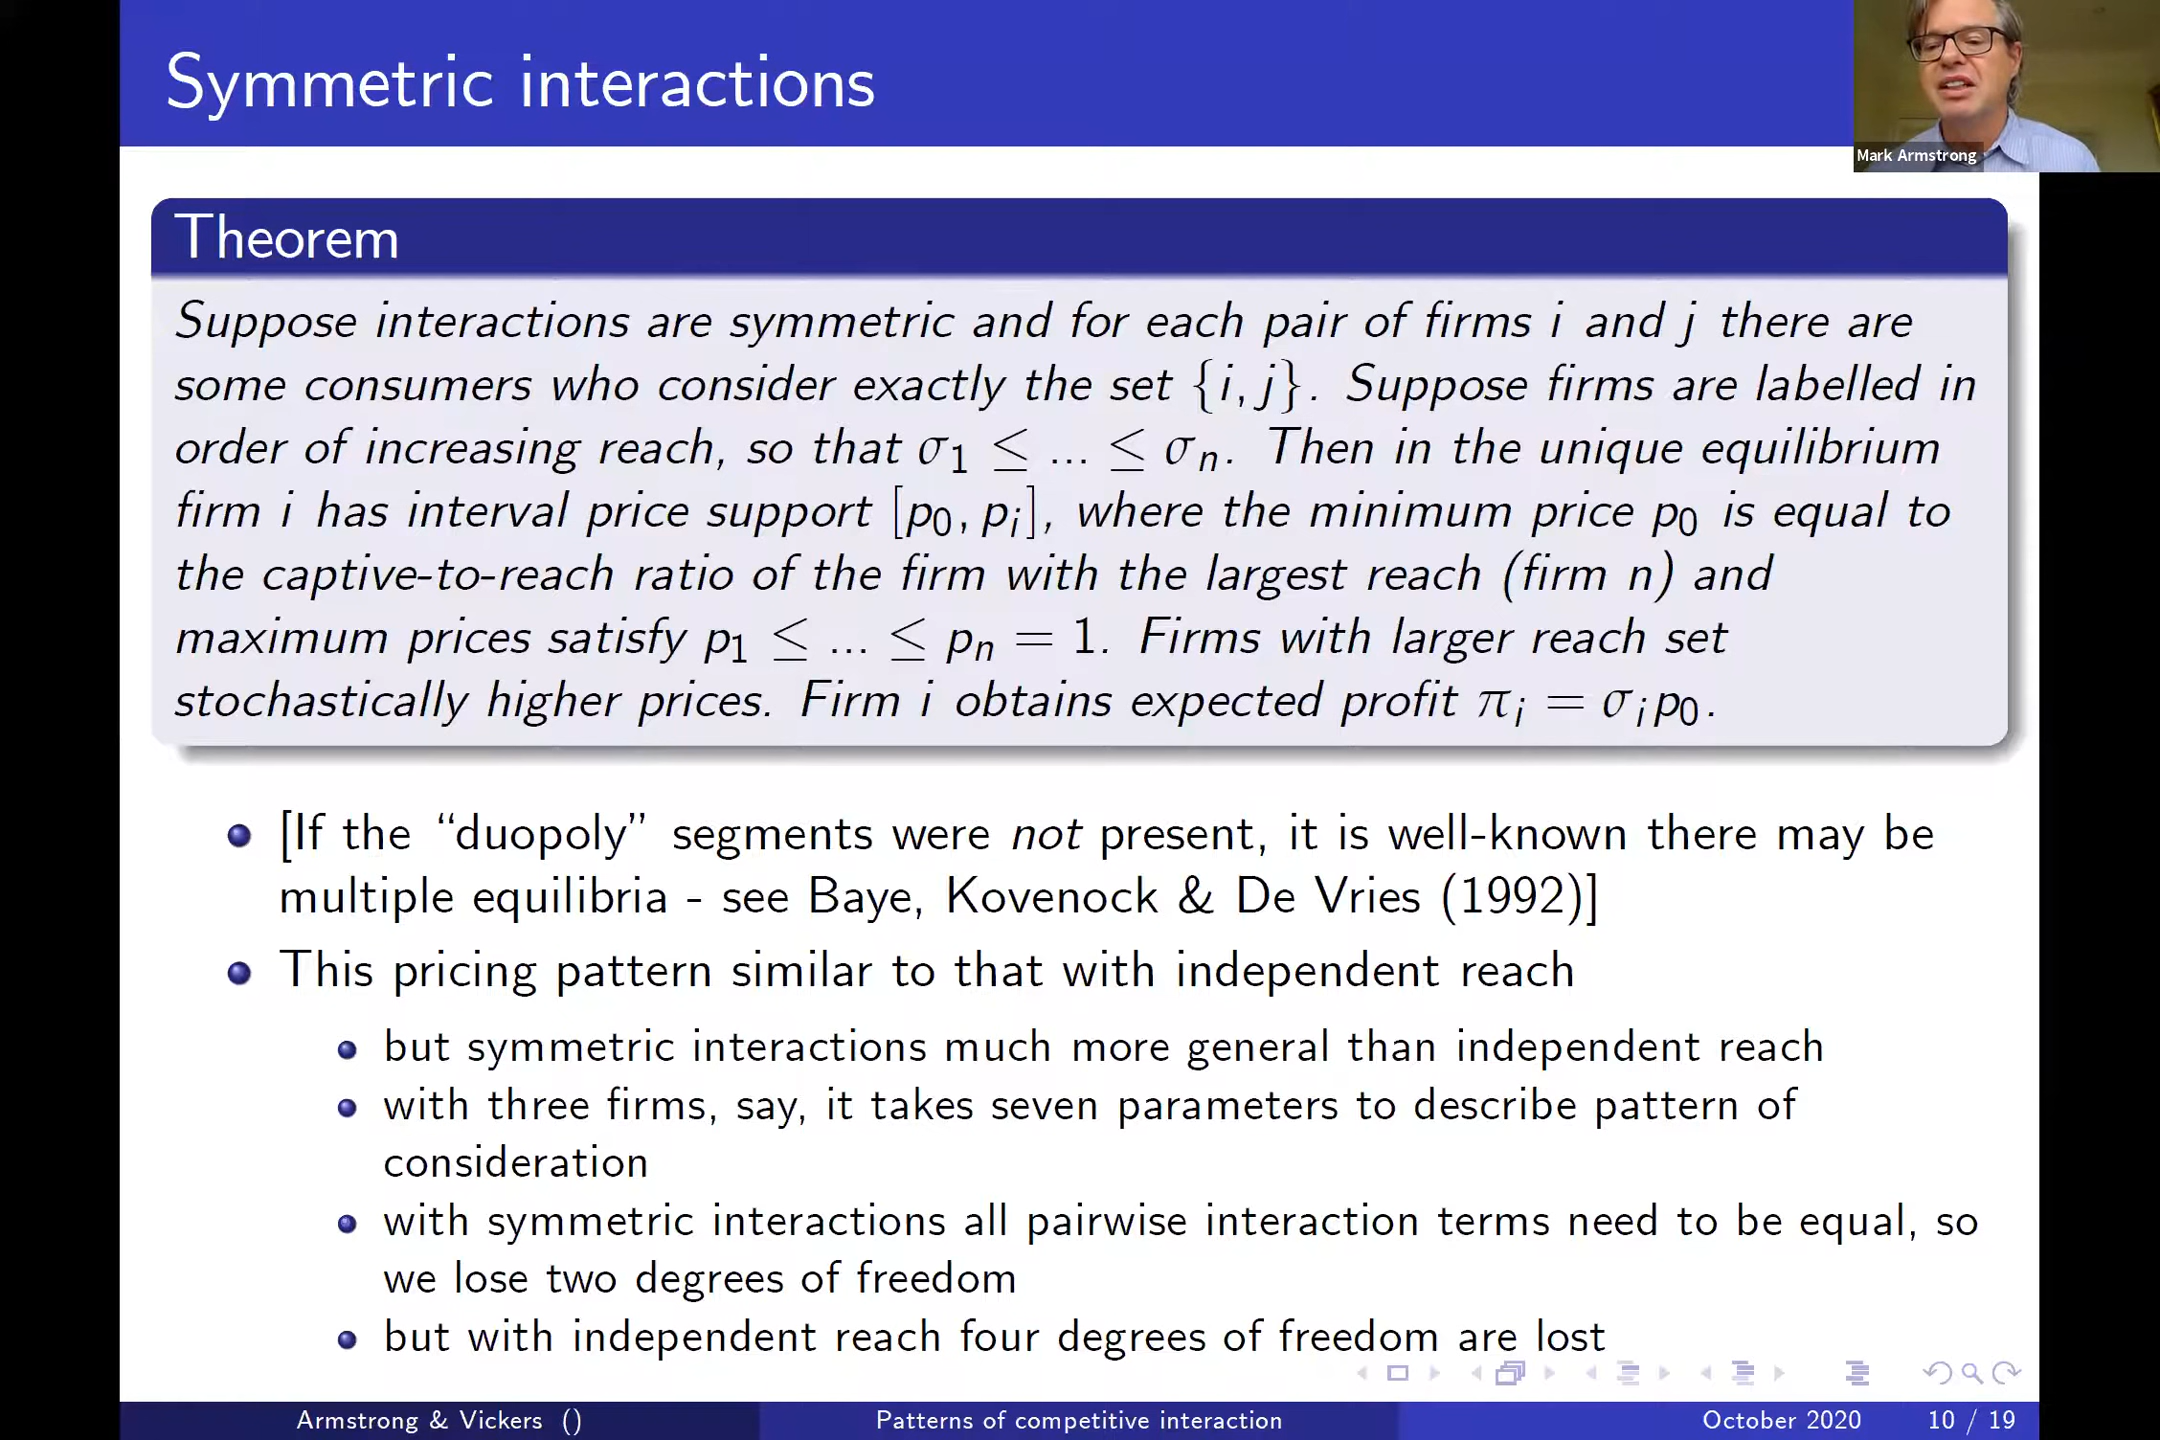 Symmetric interactions
Mark Armstrong
Theorem
Suppose interactions are symmetric and for each pair of firms i and j there are
some consumers who consider exactly the set {i, j}. Suppose firms are labelled in
order of increasing reach, so that σ₁ ≤ ... ≤ σₙ. Then in the unique equilibrium
firm i has interval price support [p₀, pᵢ], where the minimum price p₀ is equal to
the captive-to-reach ratio of the firm with the largest reach (firm n) and
maximum prices satisfy p₁ ≤ ... ≤ pₙ = 1. Firms with larger reach set
stochastically higher prices. Firm i obtains expected profit πᵢ = σᵢp₀.
[If the “duopoly” segments were not present, it is well-known there may be
multiple equilibria - see Baye, Kovenock & De Vries (1992)]
This pricing pattern similar to that with independent reach
but symmetric interactions much more general than independent reach
with three firms, say, it takes seven parameters to describe pattern of
consideration
with symmetric interactions all pairwise interaction terms need to be equal, so
we lose two degrees of freedom
but with independent reach four degrees of freedom are lost
Armstrong & Vickers ()
Patterns of competitive interaction
October 2020
10 / 19